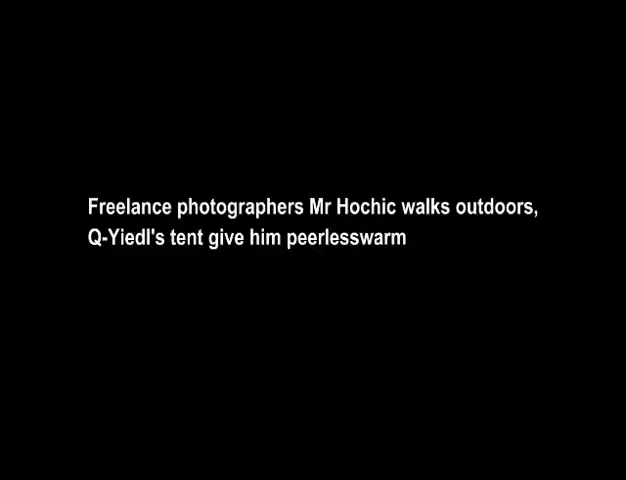 Freelance photographers Mr Hochic walks outdoors,
Q-Yiedl's tent give him peerlesswarm